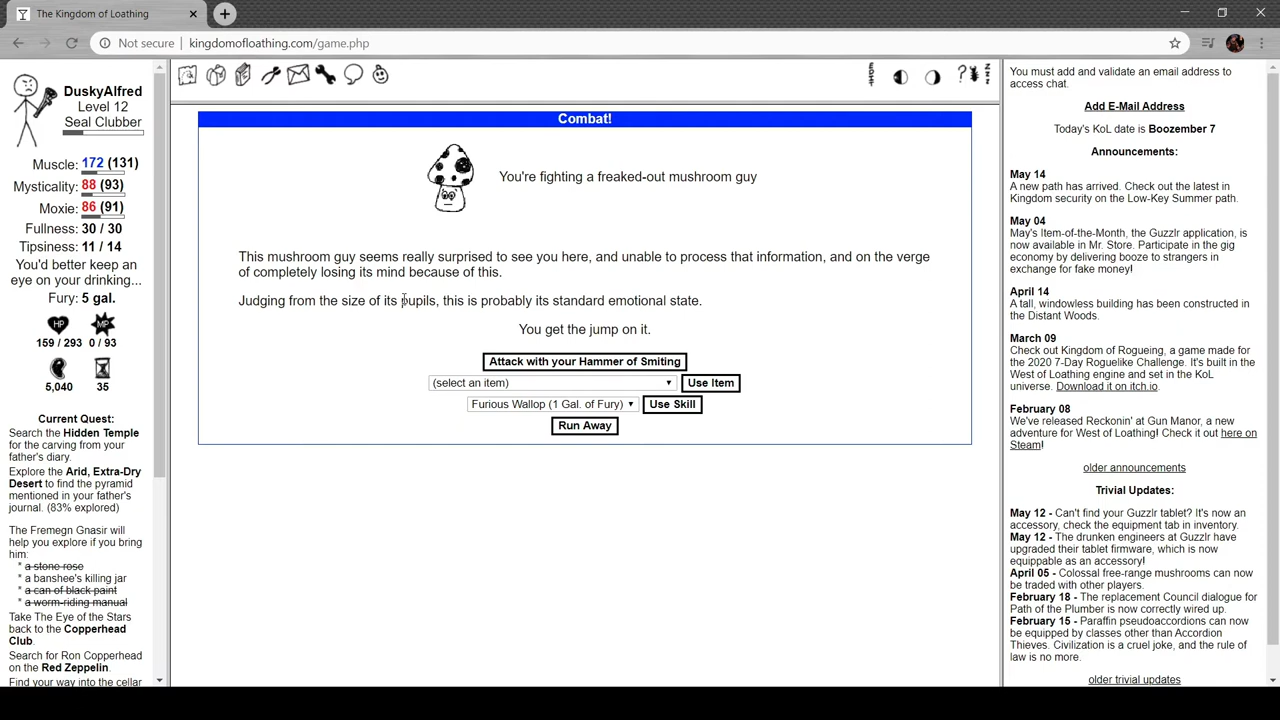 The Kingdom of Loathing
Not secure | kingdomofloathing.com/game.php
DuskyAlfred
Level 12
Seal Clubber
Muscle: 172 (131)
Mysticality: 88 (93)
Moxie: 86 (91)
Fullness: 30 / 30
Tipsiness: 11 / 14
You'd better keep an
eye on your drinking...
Fury: 5 gal.
HP MP
159 / 293 0 / 93
5,040 35
Current Quest:
Search the Hidden Temple
for the carving from your
father's diary.
Explore the Arid, Extra-Dry
Desert to find the pyramid
mentioned in your father's
journal. (83% explored)
The Fremegn Gnasir will
help you explore if you bring
him:
* a stone rose
* a banshee's killing jar
* a can of black paint
* a worm-riding manual
Take The Eye of the Stars
back to the Copperhead
Club.
Search for Ron Copperhead
on the Red Zeppelin.
Find your way into the cellar
Combat!
You're fighting a freaked-out mushroom guy
This mushroom guy seems really surprised to see you here, and unable to process that information, and on the verge
of completely losing its mind because of this.
Judging from the size of its pupils, this is probably its standard emotional state.
You get the jump on it.
Attack with your Hammer of Smiting
(select an item) Use Item
Furious Wallop (1 Gal. of Fury) Use Skill
Run Away
You must add and validate an email address to
access chat.
Add E-Mail Address
Today's KoL date is Boozember 7
Announcements:
May 14
A new path has arrived. Check out the latest in
Kingdom security on the Low-Key Summer path.
May 04
May's Item-of-the-Month, the Guzzlr application, is
now available in Mr. Store. Participate in the gig
economy by delivering booze to strangers in
exchange for fake money!
April 14
A tall, windowless building has been constructed in
the Distant Woods.
March 09
Check out Kingdom of Rogueing, a game made for
the 2020 7-Day Roguelike Challenge. It's built in the
West of Loathing engine and set in the KoL
universe. Download it on itch.io.
February 08
We've released Reckonin' at Gun Manor, a new
adventure for West of Loathing! Check it out here on
Steam!
older announcements
Trivial Updates:
May 12 - Can't find your Guzzlr tablet? It's now an
accessory, check the equipment tab in inventory.
May 12 - The drunken engineers at Guzzlr have
upgraded their tablet firmware, which is now
equippable as an accessory!
April 05 - Colossal free-range mushrooms can now
be traded with other players.
February 18 - The replacement Council dialogue for
Path of the Plumber is now correctly wired up.
February 15 - Paraffin pseudoaccordions can now
be equipped by classes other than Accordion
Thieves. Civilization is a cruel joke, and the rule of
law is no more.
older trivial updates